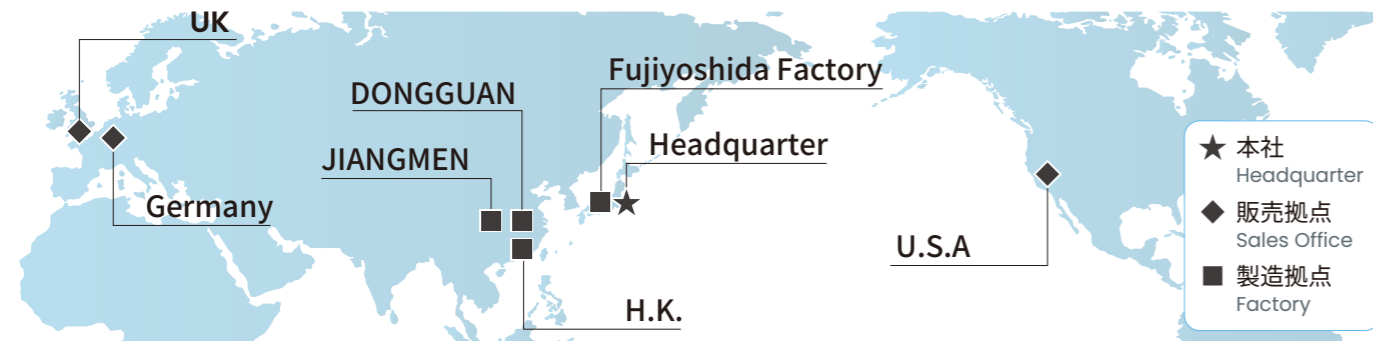 UK
Fujiyoshida Factory
DONGGUAN
Headquarter
JIANGMEN
Germany
U.S.A
H.K.
本社
Headquarter
販売拠点
Sales Office
製造拠点
Factory